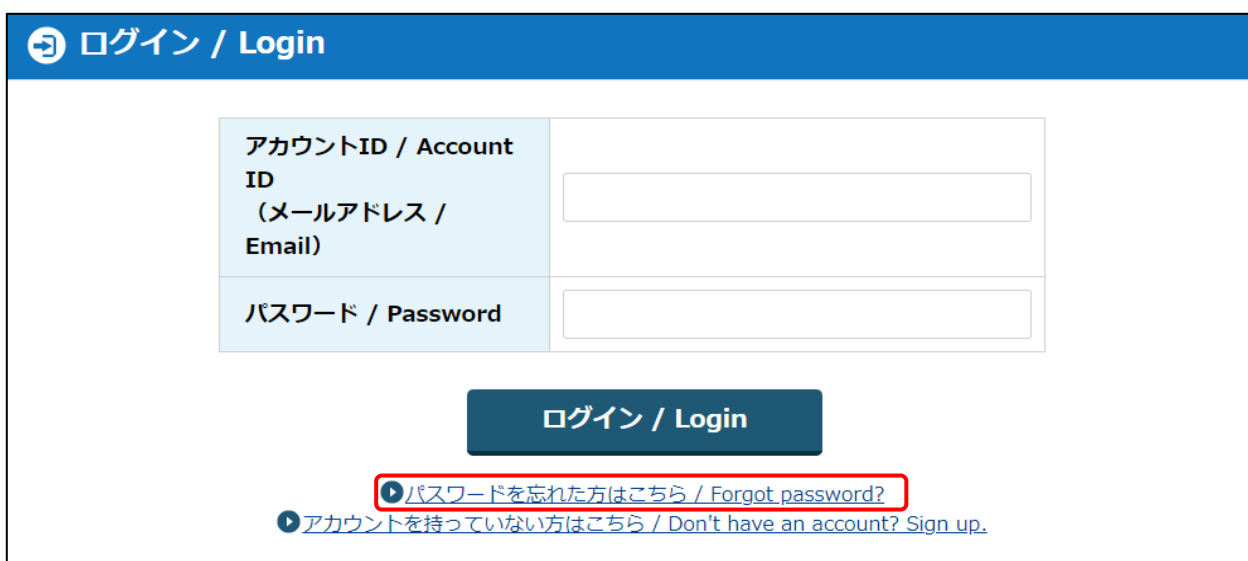 ログイン / Login
アカウントID / Account
ID
（メールアドレス /
Email）
パスワード / Password
ログイン / Login
パスワードを忘れた方はこちら / Forgot password?
アカウントを持っていない方はこちら / Don't have an account? Sign up.